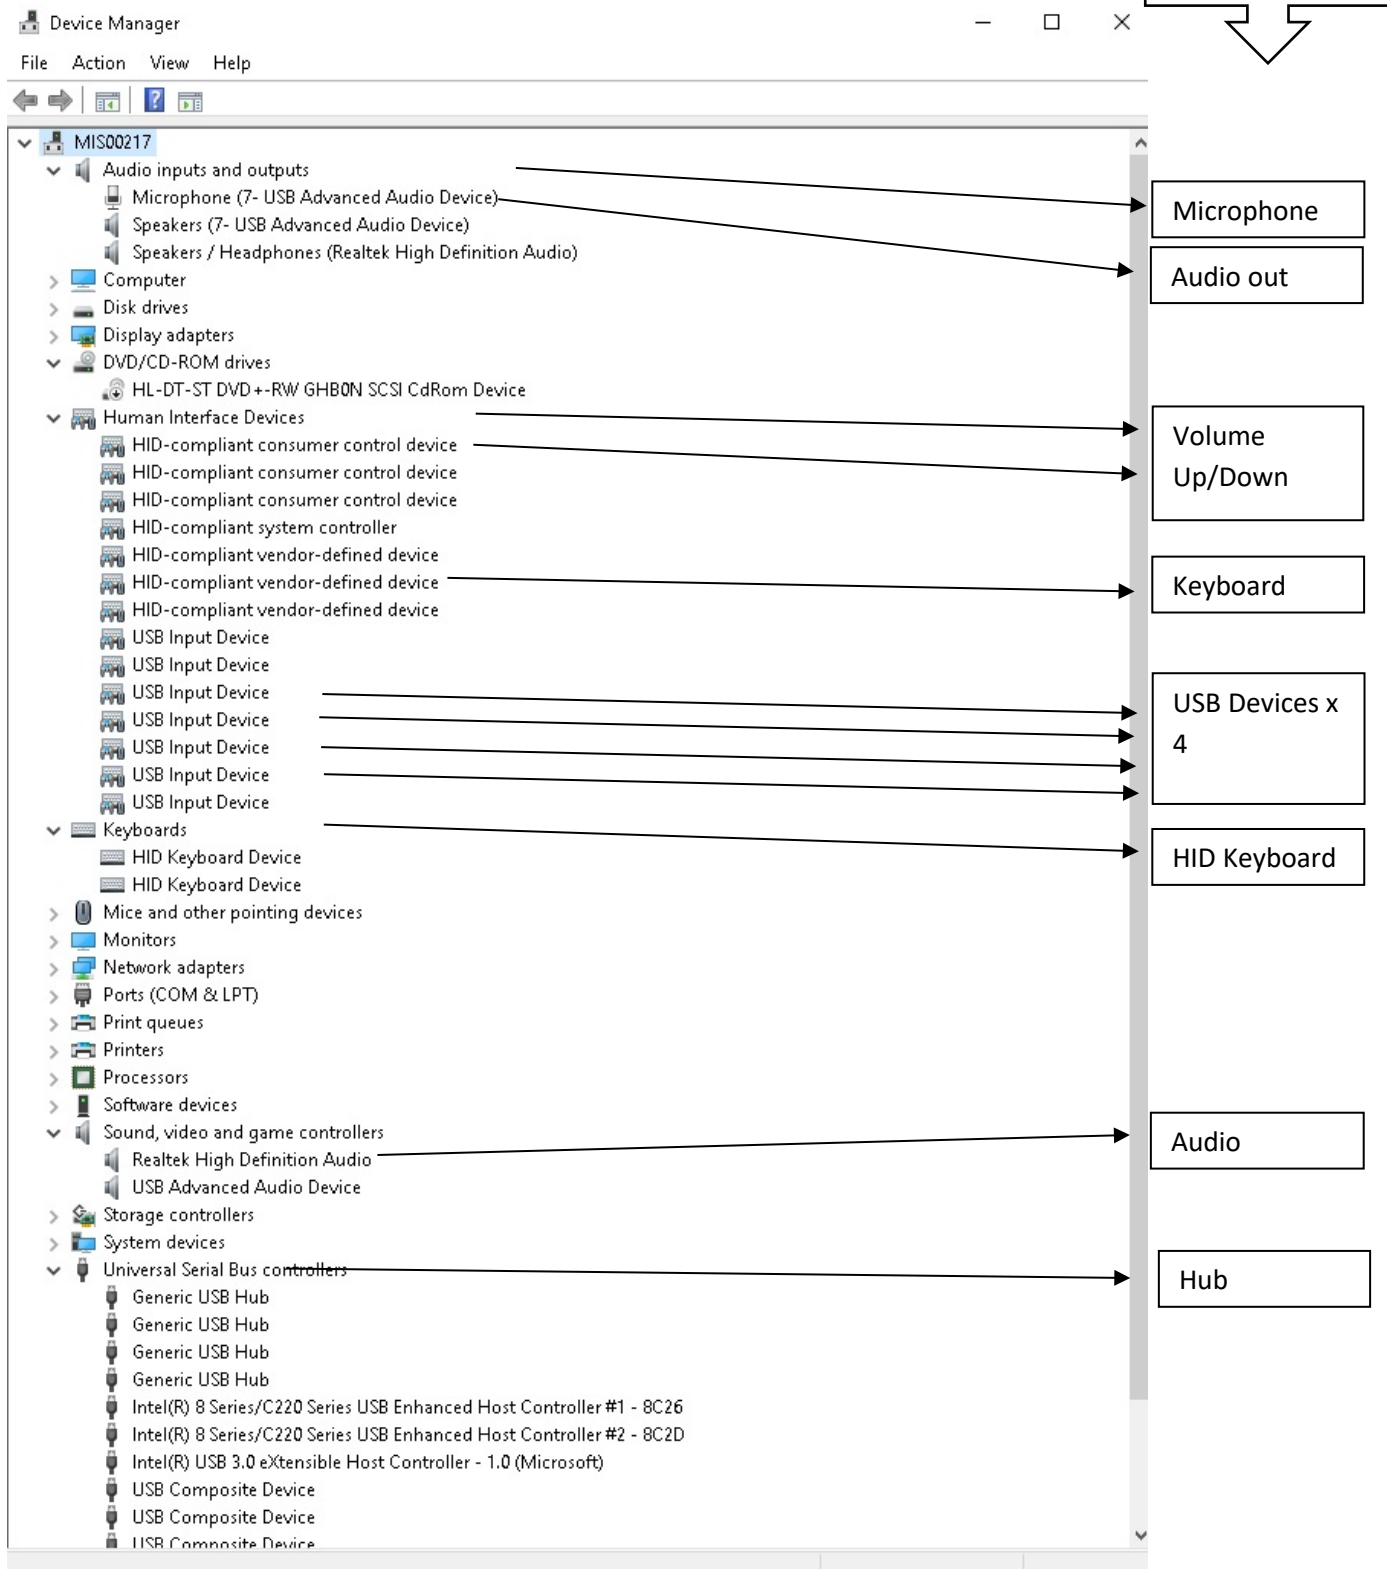 Device Manager
File Action View Help
MIS00217
Audio inputs and outputs
Microphone (7- USB Advanced Audio Device)
Speakers (7- USB Advanced Audio Device)
Speakers / Headphones (Realtek High Definition Audio)
Computer
Disk drives
Display adapters
DVD/CD-ROM drives
HL-DT-ST DVD+-RW GHB0N SCSI CdRom Device
Human Interface Devices
HID-compliant consumer control device
HID-compliant consumer control device
HID-compliant consumer control device
HID-compliant system controller
HID-compliant vendor-defined device
HID-compliant vendor-defined device
HID-compliant vendor-defined device
USB Input Device
USB Input Device
USB Input Device
USB Input Device
USB Input Device
USB Input Device
USB Input Device
Keyboards
HID Keyboard Device
HID Keyboard Device
Mice and other pointing devices
Monitors
Network adapters
Ports (COM & LPT)
Print queues
Printers
Processors
Software devices
Sound, video and game controllers
Realtek High Definition Audio
USB Advanced Audio Device
Storage controllers
System devices
Universal Serial Bus controllers
Generic USB Hub
Generic USB Hub
Generic USB Hub
Generic USB Hub
Intel(R) 8 Series/C220 Series USB Enhanced Host Controller #1 - 8C26
Intel(R) 8 Series/C220 Series USB Enhanced Host Controller #2 - 8C2D
Intel(R) USB 3.0 eXtensible Host Controller - 1.0 (Microsoft)
USB Composite Device
USB Composite Device
USB Composite Device
Microphone
Audio out
Volume
Up/Down
Keyboard
USB Devices x
4
HID Keyboard
Audio
Hub